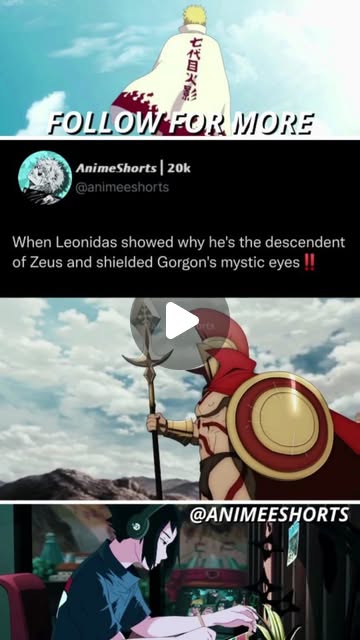 七代目火影
FOLLOW FOR MORE
AnimeShorts | 20k
@animeeshorts
When Leonidas showed why he's the descendent
of Zeus and shielded Gorgon's mystic eyes‼️
@ANIMEESHORTS